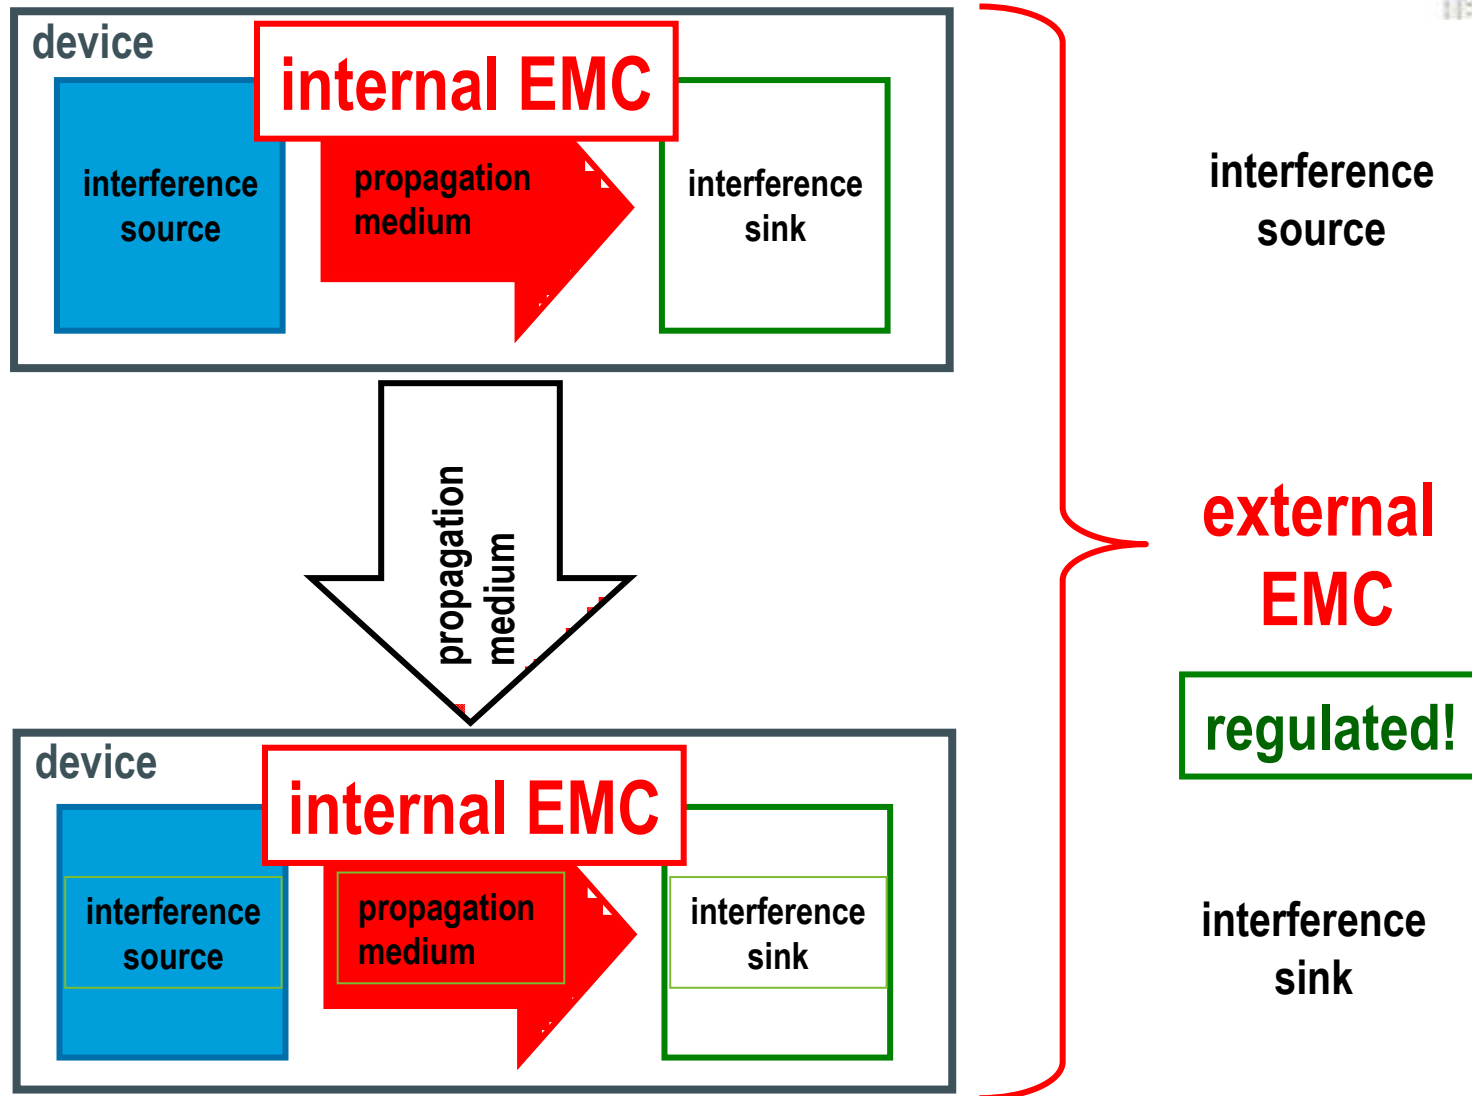 device
internal EMC
interference
source
propagation
medium
interference
sink
interference
source
propagation
medium
external
EMC
regulated!
device
internal EMC
interference
source
propagation
medium
interference
sink
interference
sink